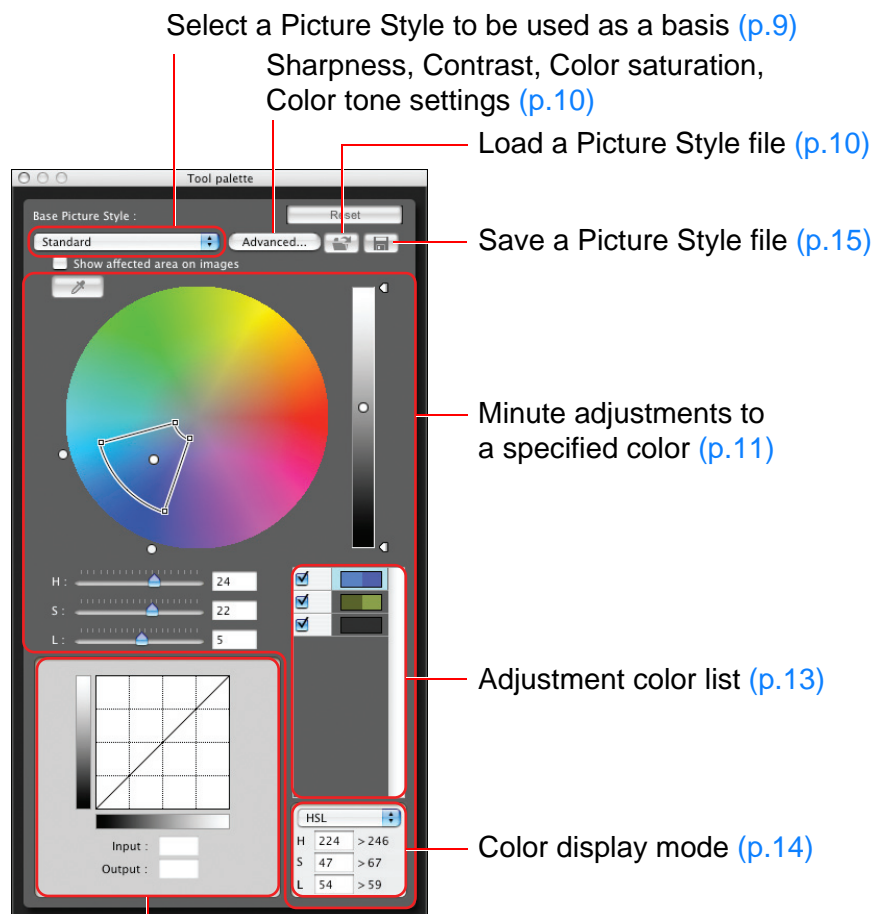 Select a Picture Style to be used as a basis (p.9)
Sharpness, Contrast, Color saturation,
Color tone settings (p.10)
Load a Picture Style file (p.10)
Tool palette
Base Picture Style :
Reset
Standard
Advanced...
Save a Picture Style file (p.15)
Show affected area on images
Minute adjustments to
a specified color (p.11)
H : 24
S : 22
L : 5
Adjustment color list (p.13)
HSL
H 224 >246
S 47 >67
L 54 >59
Color display mode (p.14)
Input :
Output :